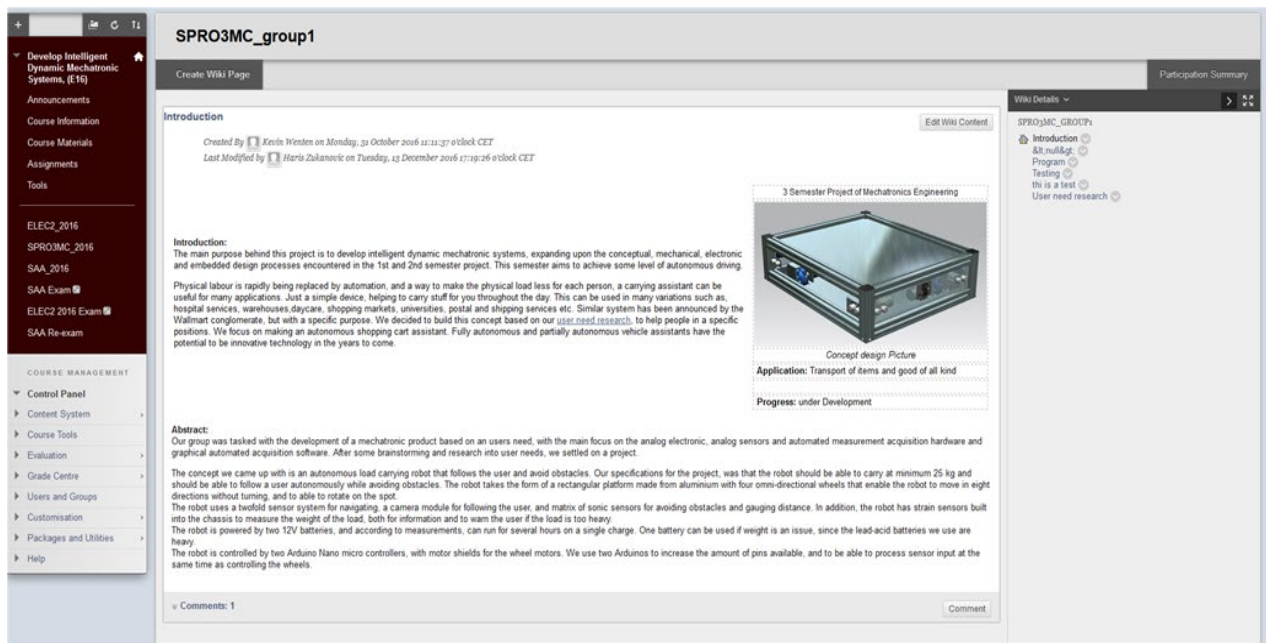 SPRO3MC_group1
Create Wiki Page
Participation Summary
Develop Intelligent
Dynamic Mechatronic
Systems, (E16)
Announcements
Course Information
Course Materials
Assignments
Tools
ELEC2_2016
SPRO3MC_2016
SAA_2016
SAA Exam
ELEC2 2016 Exam
SAA Re-exam
COURSE MANAGEMENT
Control Panel
Content System
Course Tools
Evaluation
Grade Centre
Users and Groups
Customisation
Packages and Utilities
Help
Introduction
Edit Wiki Content
Created By Kevin Wenten on Monday, 31 October 2016 11:11:37 o'clock CET
Last Modified by Haris Zukanovic on Tuesday, 13 December 2016 17:19:26 o'clock CET
Introduction:
The main purpose behind this project is to develop intelligent dynamic mechatronic systems, expanding upon the conceptual, mechanical, electronic
and embedded design processes encountered in the 1st and 2nd semester project. This semester aims to achieve some level of autonomous driving.
Physical labour is rapidly being replaced by automation, and a way to make the physical load less for each person, a carrying assistant can be
useful for many applications. Just a simple device, helping to carry stuff for you throughout the day. This can be used in many variations such as,
hospital services, warehouses,daycare, shopping markets, universities, postal and shipping services etc. Similar system has been announced by the
Wallmart conglomerate, but with a specific purpose. We decided to build this concept based on our user need research, to help people in a specific
positions. We focus on making an autonomous shopping cart assistant. Fully autonomous and partially autonomous vehicle assistants have the
potential to be innovative technology in the years to come.
3 Semester Project of Mechatronics Engineering
Concept design Picture
Application: Transport of items and good of all kind
Progress: under Development
Abstract:
Our group was tasked with the development of a mechatronic product based on an users need, with the main focus on the analog electronic, analog sensors and automated measurement acquisition hardware and
graphical automated acquisition software. After some brainstorming and research into user needs, we settled on a project.
The concept we came up with is an autonomous load carrying robot that follows the user and avoid obstacles. Our specifications for the project, was that the robot should be able to carry at minimum 25 kg and
should be able to follow a user autonomously while avoiding obstacles. The robot takes the form of a rectangular platform made from aluminium with four omni-directional wheels that enable the robot to move in eight
directions without turning, and to able to rotate on the spot.
The robot uses a twofold sensor system for navigating, a camera module for following the user, and matrix of sonic sensors for avoiding obstacles and gauging distance. In addition, the robot has strain sensors built
into the chassis to measure the weight of the load, both for information and to warn the user if the load is too heavy.
The robot is powered by two 12V batteries, and according to measurements, can run for several hours on a single charge. One battery can be used if weight is an issue, since the lead-acid batteries we use are
heavy.
The robot is controlled by two Arduino Nano micro controllers, with motor shields for the wheel motors. We use two Arduinos to increase the amount of pins available, and to be able to process sensor input at the
same time as controlling the wheels.
Comments: 1
Comment
Wiki Details
SPRO3MC_GROUP1
Introduction
&lt;null&gt;
Program
Testing
thi is a test
User need research